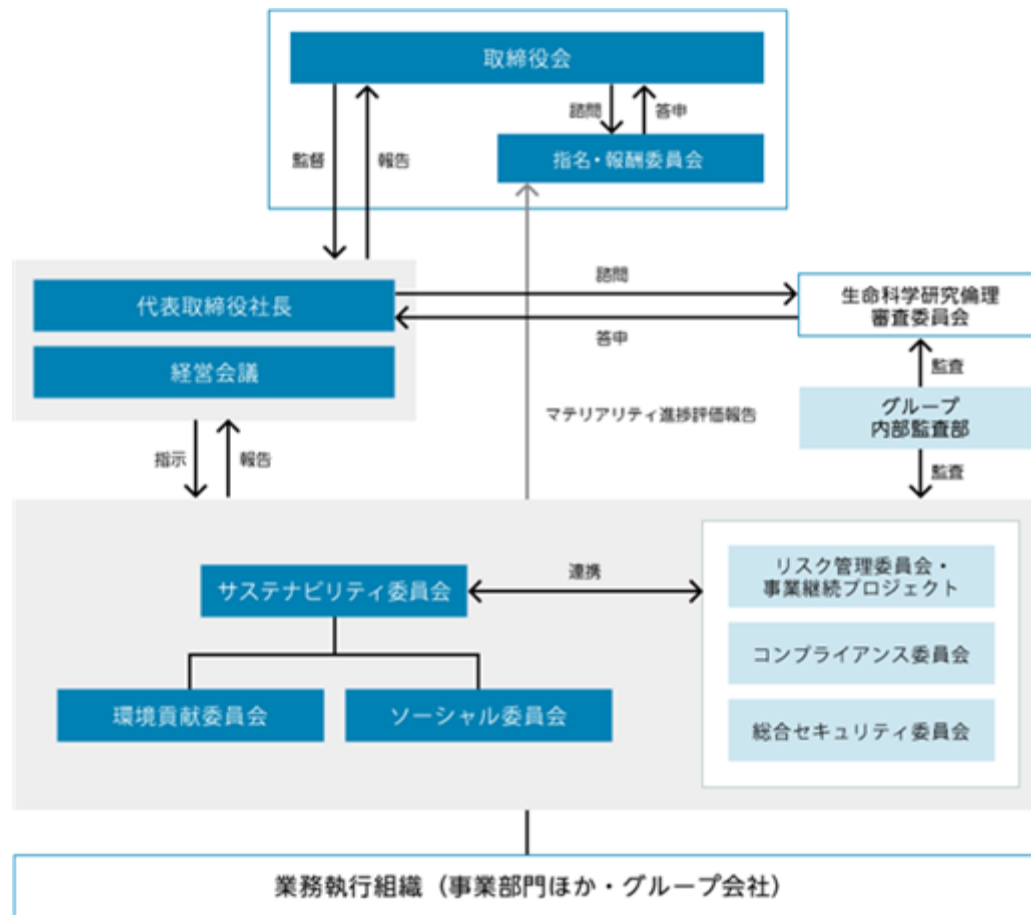 取締役会
諮問
答申
監督
報告
指名・報酬委員会
代表取締役社長
経営会議
諮問
答申
生命科学研究倫理
審査委員会
監査
グループ
内部監査部
監査
マテリアリティ進捗評価報告
指示
報告
サステナビリティ委員会
連携
リスク管理委員会・
事業継続プロジェクト
コンプライアンス委員会
総合セキュリティ委員会
環境貢献委員会
ソーシャル委員会
業務執行組織（事業部門ほか・グループ会社）